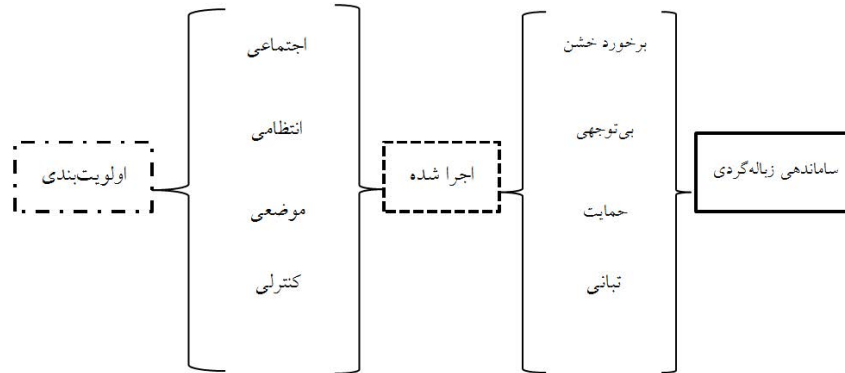 ساماندهی زباله‌گردی
برخورد خشن
بی‌توجهی
حمایت
تبانی
اجرا شده
اجتماعی
انتظامی
موضعی
کنترلی
اولویت‌بندی